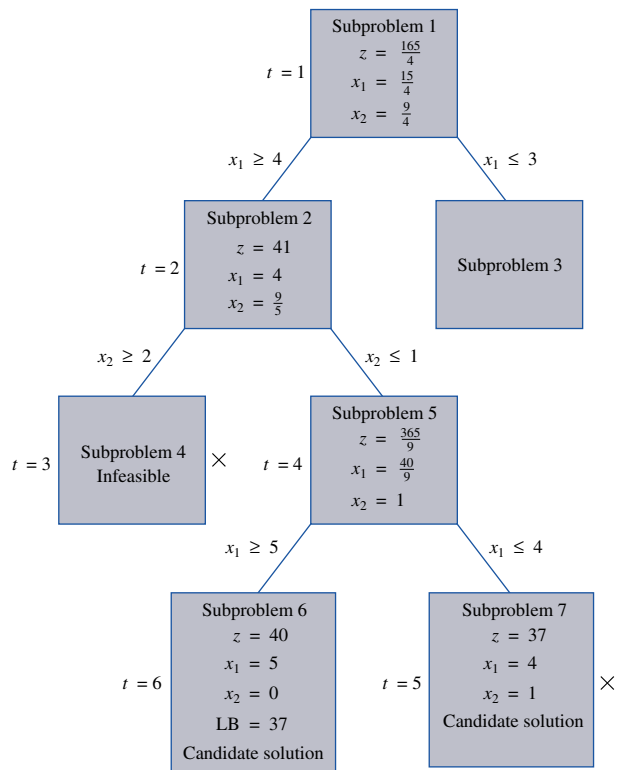 Subproblem 1
z = 165/4
t = 1
x₁ = 15/4
x₂ = 9/4
x₁ ≥ 4
x₁ ≤ 3
Subproblem 2
z = 41
t = 2
x₁ = 4
x₂ = 9/5
Subproblem 3
x₂ ≥ 2
x₂ ≤ 1
t = 3
Subproblem 4
Infeasible
×
Subproblem 5
z = 365/9
t = 4
x₁ = 40/9
x₂ = 1
x₁ ≥ 5
x₁ ≤ 4
Subproblem 6
z = 40
x₁ = 5
t = 6
x₂ = 0
LB = 37
Candidate solution
Subproblem 7
z = 37
x₁ = 4
t = 5
x₂ = 1
Candidate solution
×